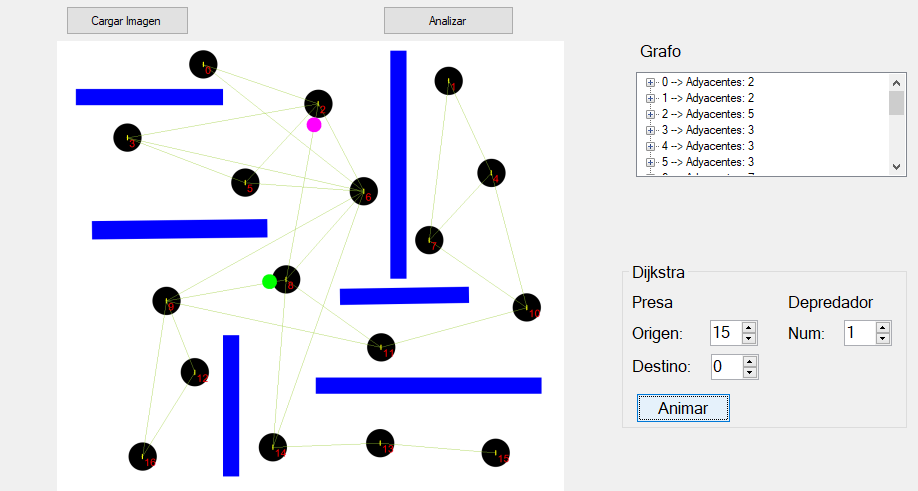 Cargar Imagen
Analizar
Grafo
0 --> Adyacentes: 2
1 --> Adyacentes: 2
2 --> Adyacentes: 5
3 --> Adyacentes: 3
4 --> Adyacentes: 3
5 --> Adyacentes: 3
0
1
2
3
4
5
6
7
8
9
10
11
12
13
14
15
16
Dijkstra
Presa
Depredador
Origen: 15
Num: 1
Destino: 0
Animar